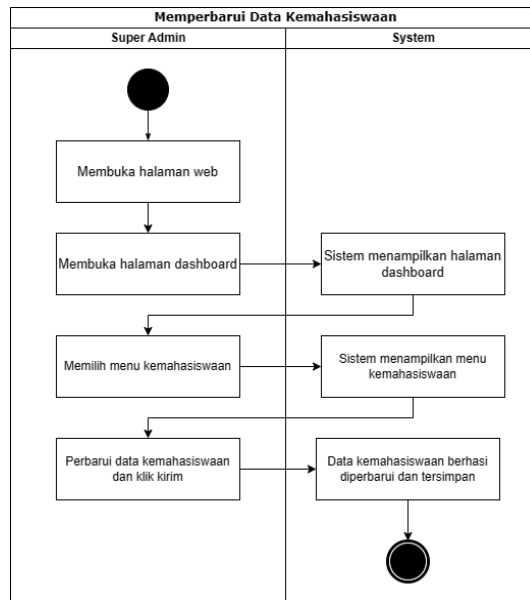 Memperbarui Data Kemahasiswaan
Super Admin
System
Membuka halaman web
Membuka halaman dashboard
Sistem menampilkan halaman
dashboard
Memilih menu kemahasiswaan
Sistem menampilkan menu
kemahasiswaan
Perbarui data kemahasiswaan
dan klik kirim
Data kemahasiswaan berhasi
diperbarui dan tersimpan